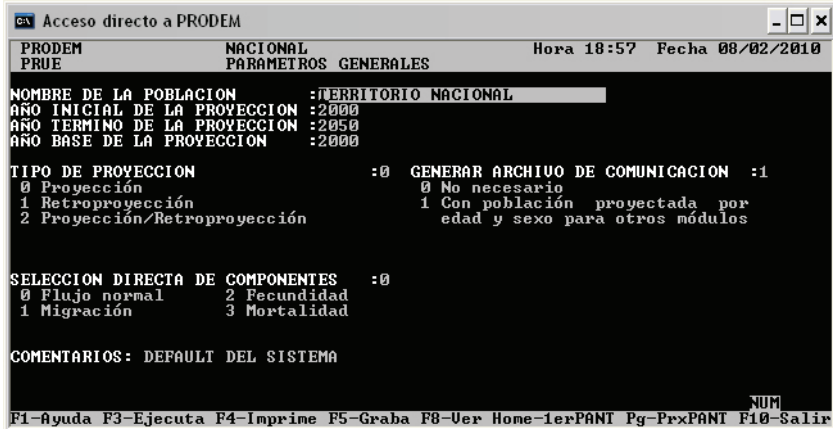 Acceso directo a PRODEM
PRODEM NACIONAL Hora 18:57 Fecha 08/02/2010
PRUE PARAMETROS GENERALES
NOMBRE DE LA POBLACION :TERRITORIO NACIONAL
AÑO INICIAL DE LA PROYECCION :2000
AÑO TERMINO DE LA PROYECCION :2050
AÑO BASE DE LA PROYECCION :2000
TIPO DE PROYECCION :0 GENERAR ARCHIVO DE COMUNICACION :1
0 Proyección 0 No necesario
1 Retroproyección 1 Con población proyectada por
2 Proyección/Retroproyección edad y sexo para otros módulos
SELECCION DIRECTA DE COMPONENTES :0
0 Flujo normal 2 Fecundidad
1 Migración 3 Mortalidad
COMENTARIOS: DEFAULT DEL SISTEMA
NUM
F1-Ayuda F3-Ejecuta F4-Imprime F5-Graba F8-Ver Home-1erPANT Pg-PrxPANT F10-Salir